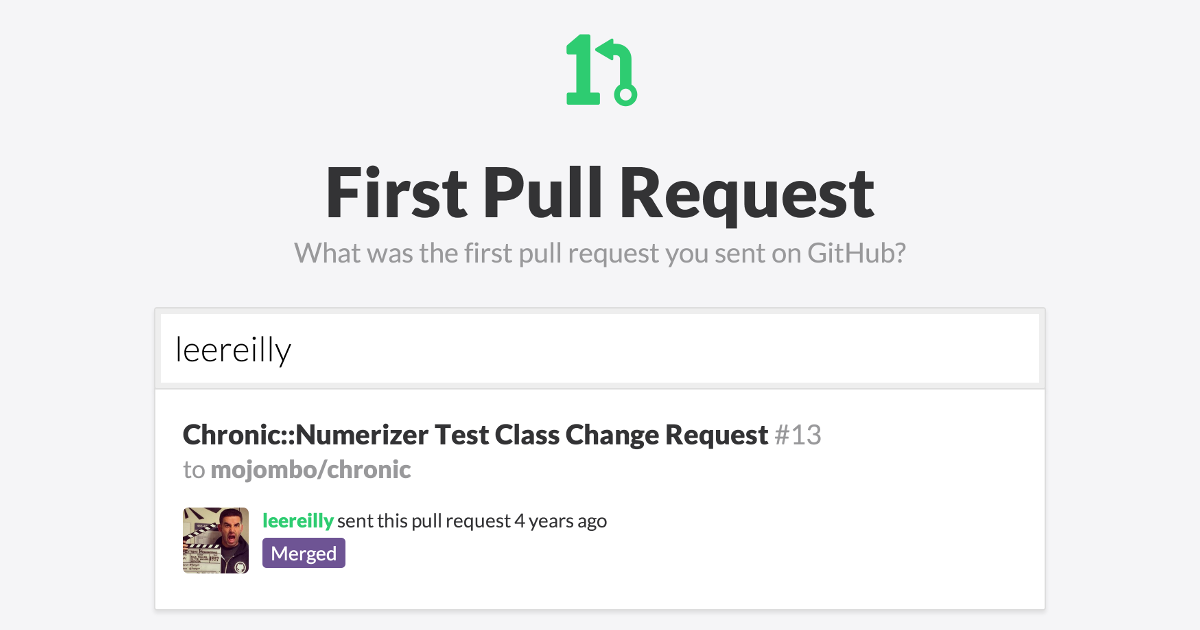 First Pull Request
What was the first pull request you sent on GitHub?
leereilly
Chronic::Numerizer Test Class Change Request #13
to mojombo/chronic
leereilly sent this pull request 4 years ago
Merged